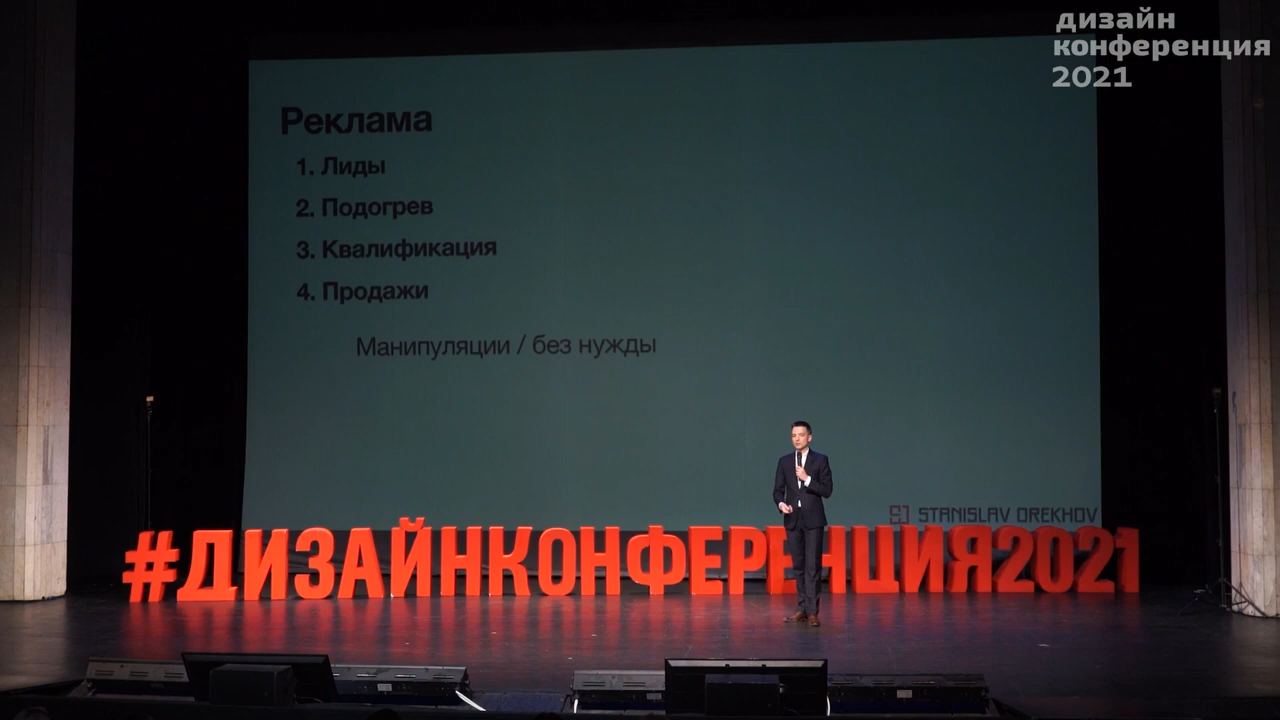 дизайн
конференция
2021
Реклама
1. Лиды
2. Подогрев
3. Квалификация
4. Продажи
Манипуляции / без нужды
STANISLAV OREKHOV
#ДИЗАЙНКОНФЕРЕНЦИЯ2021